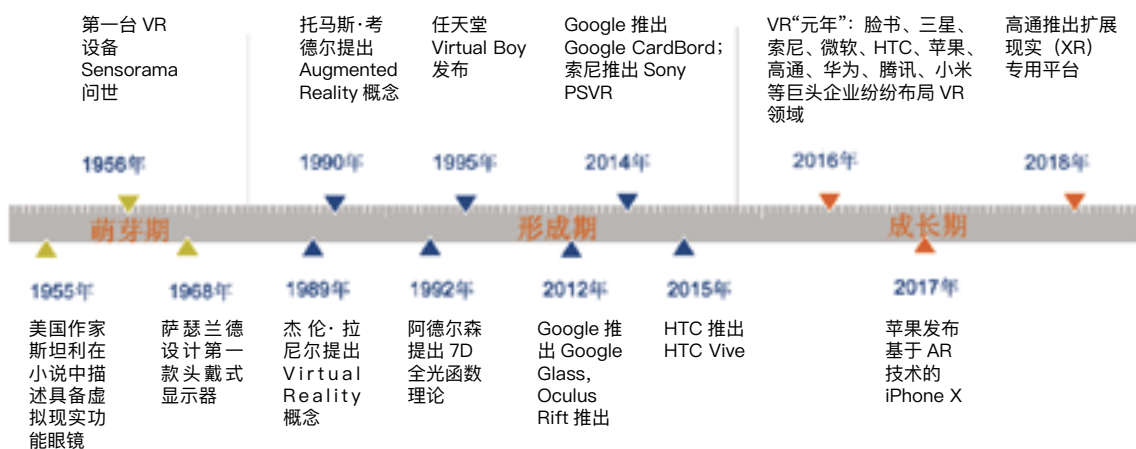 第一台 VR
设备
Sensorama
问世
托马斯·考
德尔提出
Augmented
Reality 概念
任天堂
Virtual Boy
发布
Google 推出
Google CardBord；
索尼推出 Sony
PSVR
VR“元年”：脸书、三星、
索尼、微软、HTC、苹果、
高通、华为、腾讯、小米
等巨头企业纷纷布局 VR
领域
高通推出扩展
现实（XR）
专用平台
1956年
1990年
1995年
2014年
2016年
2018年
萌芽期
形成期
成长期
1955年
1968年
1989年
1992年
2012年
2015年
2017年
美国作家
斯坦利在
小说中描
述具备虚
拟现实功
能眼镜
萨瑟兰德
设计第一
款头戴式
显示器
杰伦·拉
尼尔提出
Virtual
Reality
概念
阿德尔森
提出 7D
全光函数
理论
Google 推
出 Google
Glass，
Oculus
Rift 推出
HTC 推出
HTC Vive
苹果发布
基于 AR
技术的
iPhone X